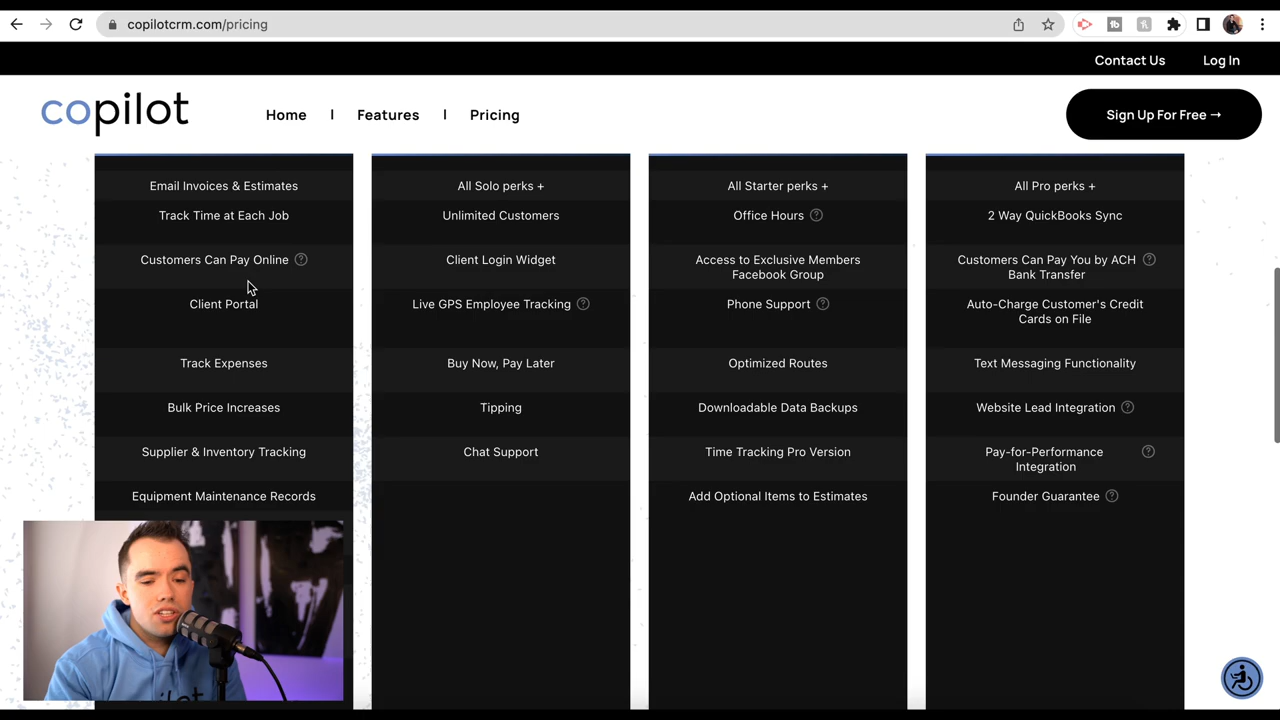 copilotcrm.com/pricing
Contact Us
Log In
copilot
Home | Features | Pricing
Sign Up For Free →
Email Invoices & Estimates
Track Time at Each Job
Customers Can Pay Online
Client Portal
Track Expenses
Bulk Price Increases
Supplier & Inventory Tracking
Equipment Maintenance Records
All Solo perks +
Unlimited Customers
Client Login Widget
Live GPS Employee Tracking
Buy Now, Pay Later
Tipping
Chat Support
All Starter perks +
Office Hours
Access to Exclusive Members
Facebook Group
Phone Support
Optimized Routes
Downloadable Data Backups
Time Tracking Pro Version
Add Optional Items to Estimates
All Pro perks +
2 Way QuickBooks Sync
Customers Can Pay You by ACH
Bank Transfer
Auto-Charge Customer's Credit
Cards on File
Text Messaging Functionality
Website Lead Integration
Pay-for-Performance
Integration
Founder Guarantee